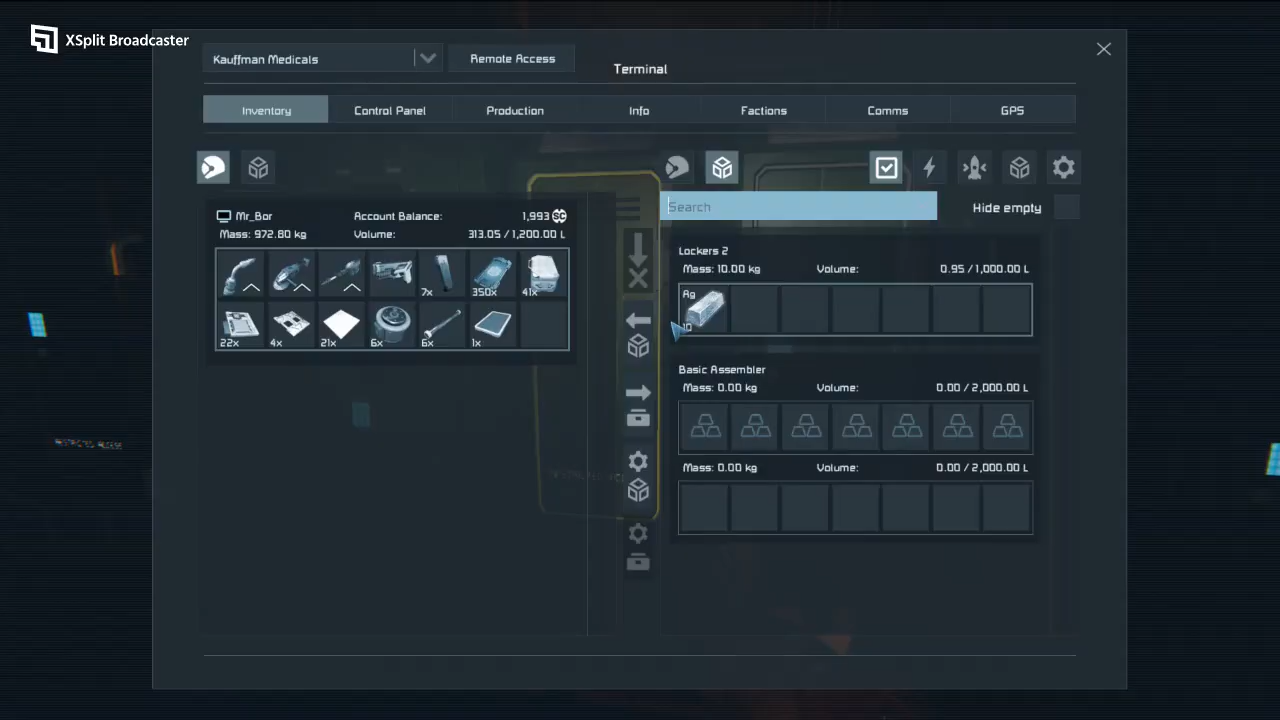 XSplit Broadcaster
Kauffman Medicals
Remote Access
Terminal
Inventory
Control Panel
Production
Info
Factions
Comms
GPS
Mr_Bor
Account Balance: 1,993 SC
Mass: 972.80 kg
Volume: 313.05 / 1,200.00 L
7x
350x
41x
22x
4x
21x
6x
6x
1x
Search
Hide empty
Lockers 2
Mass: 10.00 kg
Volume: 0.95 / 1,000.00 L
Ag
10
Basic Assembler
Mass: 0.00 kg
Volume: 0.00 / 2,000.00 L
Mass: 0.00 kg
Volume: 0.00 / 2,000.00 L